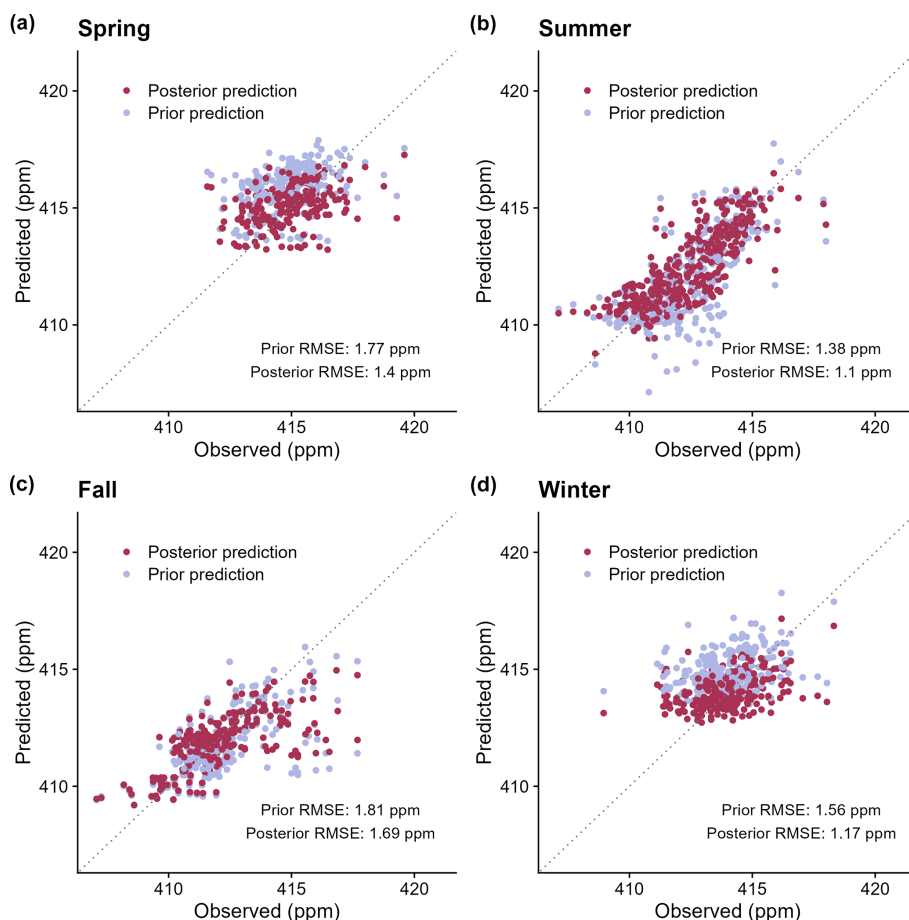 (a) Spring
420
415
410
Predicted (ppm)
Posterior prediction
Prior prediction
Prior RMSE: 1.77 ppm
Posterior RMSE: 1.4 ppm
410 415 420
Observed (ppm)
(b) Summer
420
415
410
Predicted (ppm)
Posterior prediction
Prior prediction
Prior RMSE: 1.38 ppm
Posterior RMSE: 1.1 ppm
410 415 420
Observed (ppm)
(c) Fall
420
415
410
Predicted (ppm)
Posterior prediction
Prior prediction
Prior RMSE: 1.81 ppm
Posterior RMSE: 1.69 ppm
410 415 420
Observed (ppm)
(d) Winter
420
415
410
Predicted (ppm)
Posterior prediction
Prior prediction
Prior RMSE: 1.56 ppm
Posterior RMSE: 1.17 ppm
410 415 420
Observed (ppm)